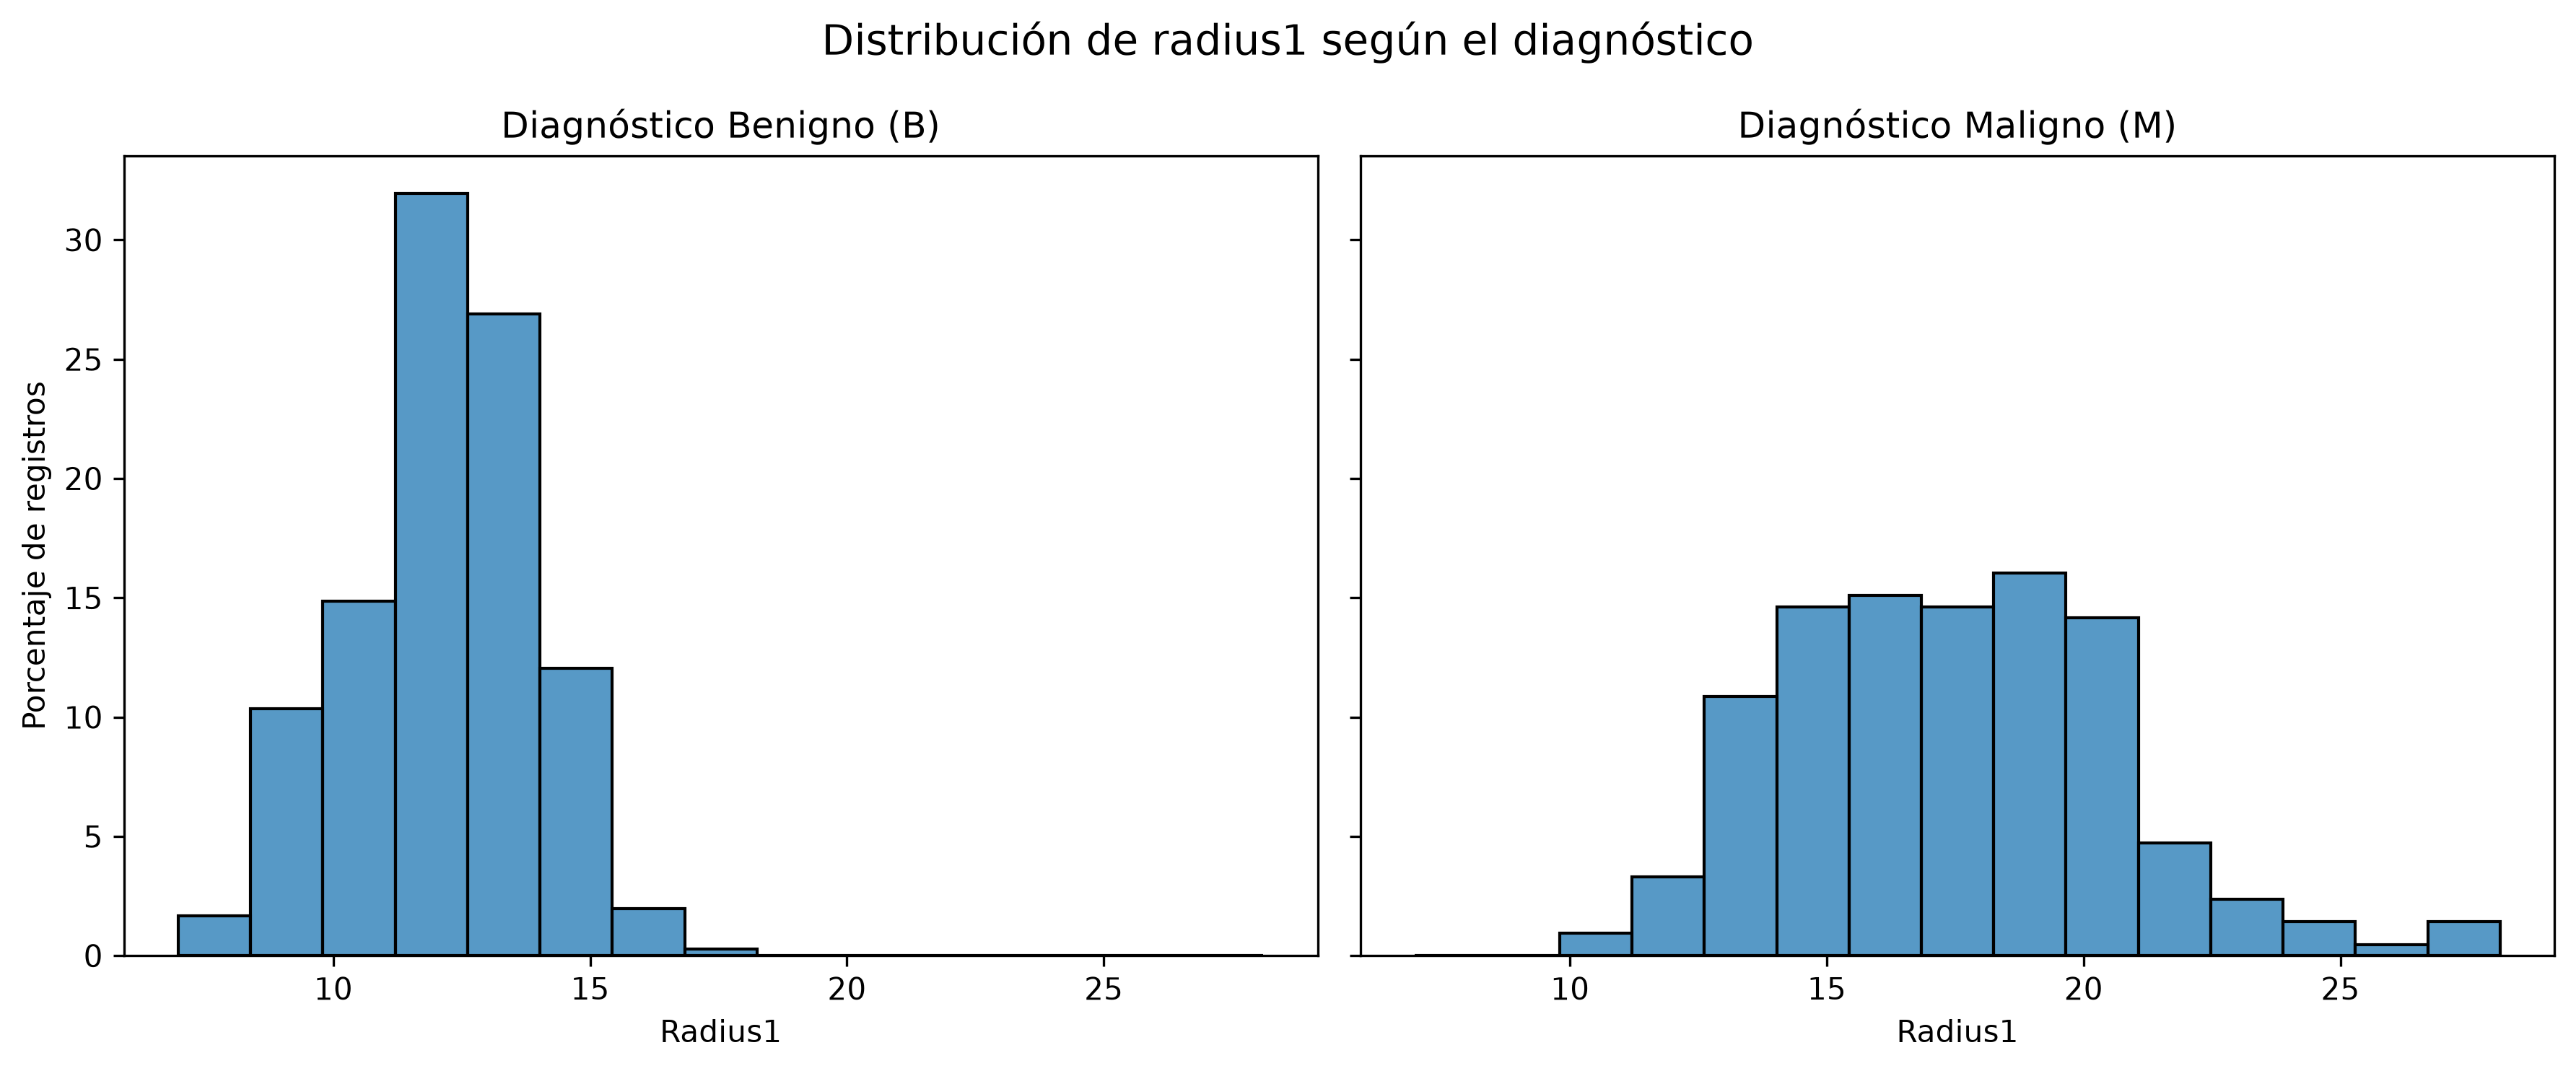 Distribución de radius1 según el diagnóstico
Diagnóstico Benigno (B)
Diagnóstico Maligno (M)
Porcentaje de registros
30
25
20
15
10
5
0
10 15 20 25
10 15 20 25
Radius1
Radius1